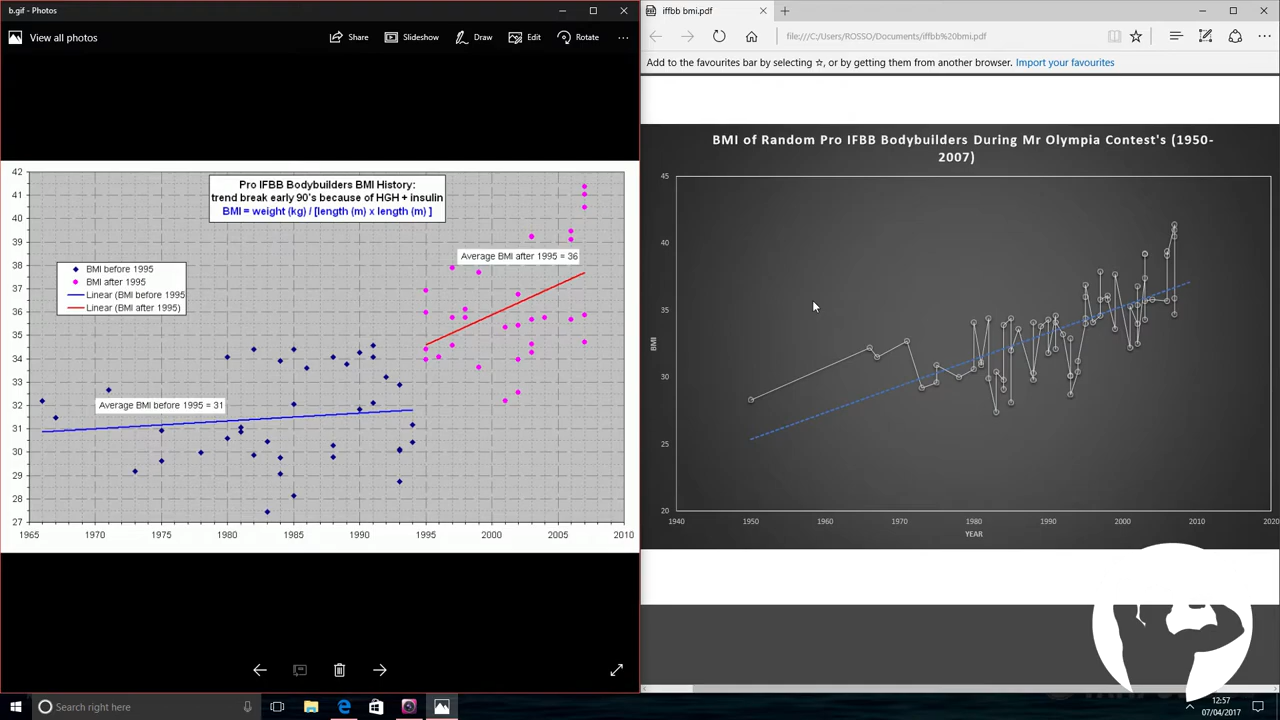 b.gif - Photos
View all photos
Share
Slideshow
Draw
Edit
Rotate
Pro IFBB Bodybuilders BMI History:
trend break early 90's because of HGH + insulin
BMI = weight (kg) / [length (m) x length (m) ]
BMI before 1995
BMI after 1995
Linear (BMI before 1995
Linear (BMI after 1995)
Average BMI after 1995 = 36
Average BMI before 1995 = 31
42
41
40
39
38
37
36
35
34
33
32
31
30
29
28
27
1965
1970
1975
1980
1985
1990
1995
2000
2005
2010
iffbb bmi.pdf
file:///C:/Users/ROSSO/Documents/iffbb%20bmi.pdf
Add to the favourites bar by selecting ☆, or by getting them from another browser. Import your favourites
BMI of Random Pro IFBB Bodybuilders During Mr Olympia Contest's (1950-
2007)
45
40
35
30
25
20
BMI
1940
1950
1960
1970
1980
1990
2000
2010
2020
YEAR
Search right here
12:57
07/04/2017